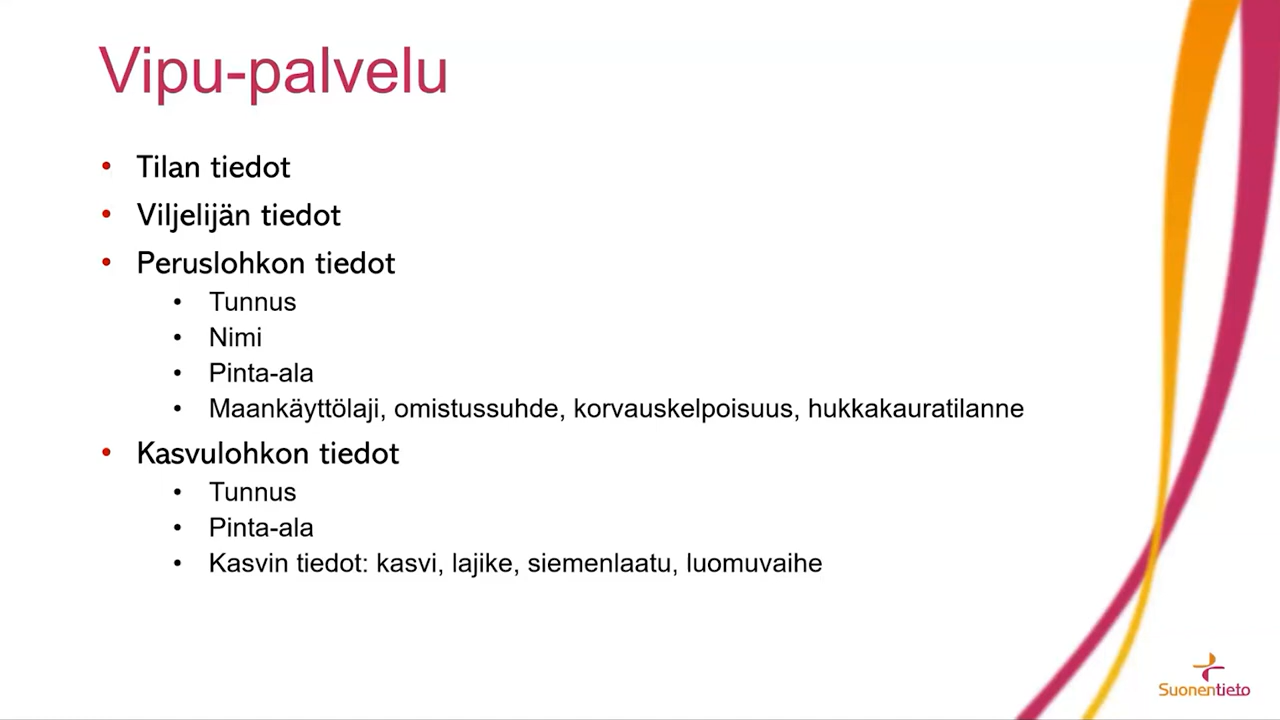 Vipu-palvelu
• Tilan tiedot
• Viljelijän tiedot
• Peruslohkon tiedot
• Tunnus
• Nimi
• Pinta-ala
• Maankäyttölaji, omistussuhde, korvauskelpoisuus, hukkakauratilanne
• Kasvulohkon tiedot
• Tunnus
• Pinta-ala
• Kasvin tiedot: kasvi, lajike, siemenlaatu, luomuvaihe
Suonentieto